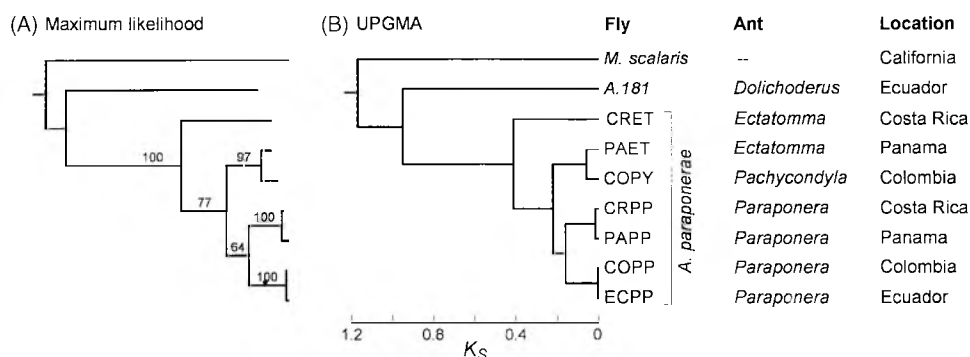 (A) Maximum likelihood (B) UPGMA Fly Ant Location
M. scalaris -- California
A.181 Dolichoderus Ecuador
CRET Ectatomma Costa Rica
100 97 PAET Ectatomma Panama
COPY Pachycondyla Colombia
77 100 CRPP Paraponera Costa Rica
PAPP Paraponera Panama
64 COPP Paraponera Colombia
100 ECPP Paraponera Ecuador
A. paraponerae
1.2 0.8 0.4 0
KS